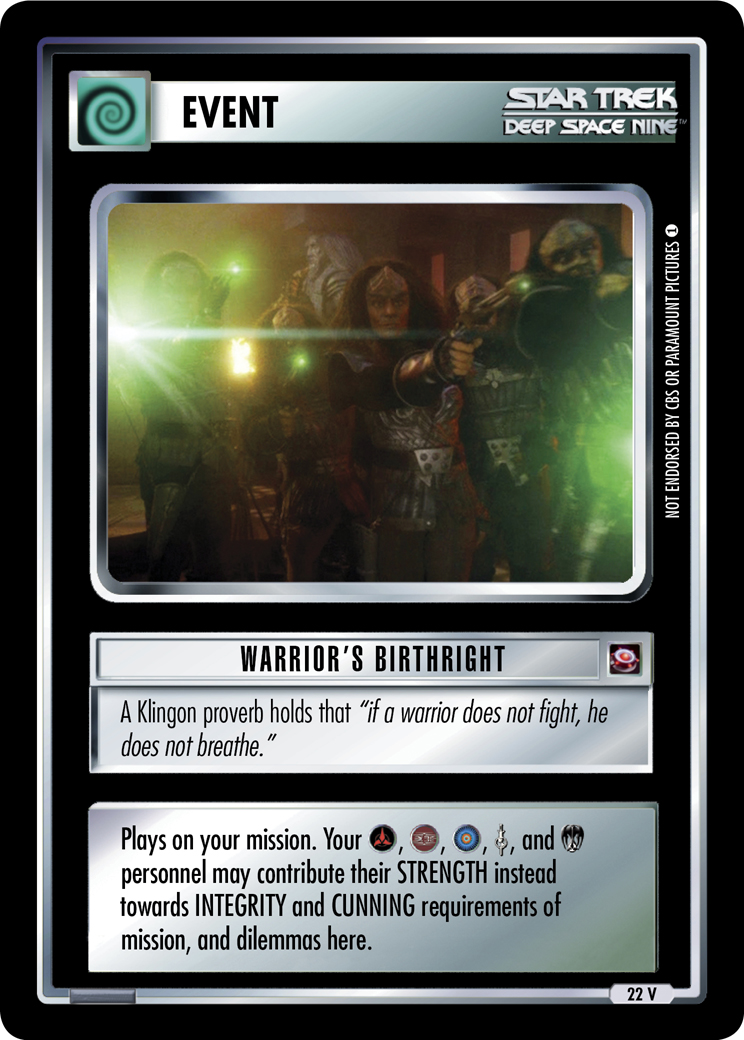 EVENT
STAR TREK
DEEP SPACE NINE™
NOT ENDORSED BY CBS OR PARAMOUNT PICTURES 1
WARRIOR'S BIRTHRIGHT
A Klingon proverb holds that "if a warrior does not fight, he
does not breathe."
Plays on your mission. Your , , , , and
personnel may contribute their STRENGTH instead
towards INTEGRITY and CUNNING requirements of
mission, and dilemmas here.
22 V